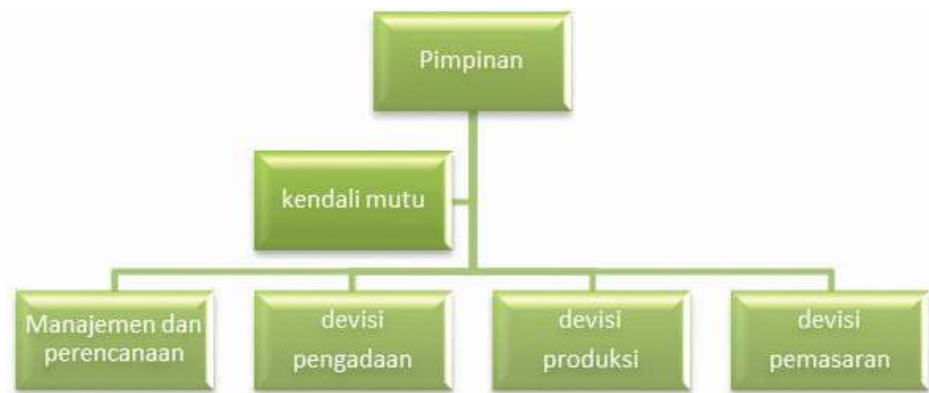 Pimpinan
kendali mutu
Manajemen dan
perencanaan
devisi
pengadaan
devisi
produksi
devisi
pemasaran